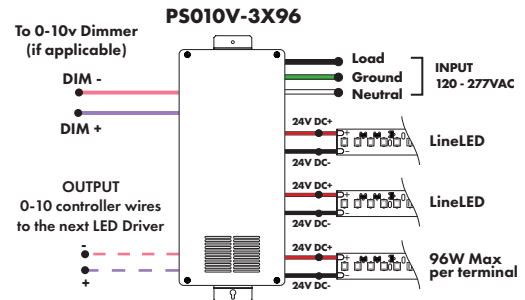 PS010V-3X96
To 0-10v Dimmer
(if applicable)
DIM -
DIM +
OUTPUT
0-10 controller wires
to the next LED Driver
-
+
Load
Ground
Neutral
INPUT
120 - 277VAC
24V DC+
24V DC-
+
-
LineLED
24V DC+
24V DC-
+
-
LineLED
24V DC+
24V DC-
+
-
96W Max
per terminal